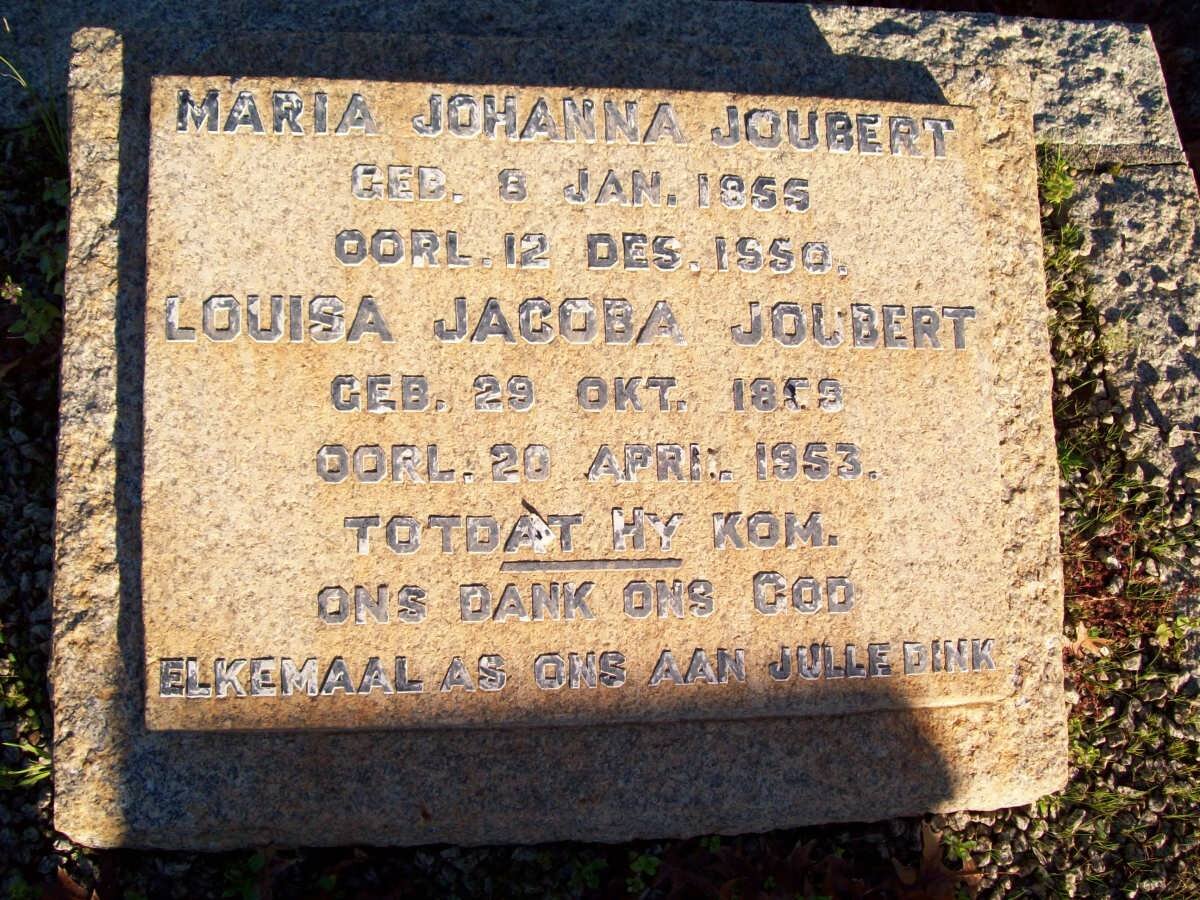 MARIA JOHANNA JOUBERT
GEB. 8 JAN. 1855
OORL. 12 DES. 1950.
LOUISA JACOBA JOUBERT
GEB. 29 OKT.
OORL. 20 APRIL. 1953.
TOTDAT HY KOM.
ONS DANK ONS GOD
ELKEMAAL AS ONS AAN JULLE DINK